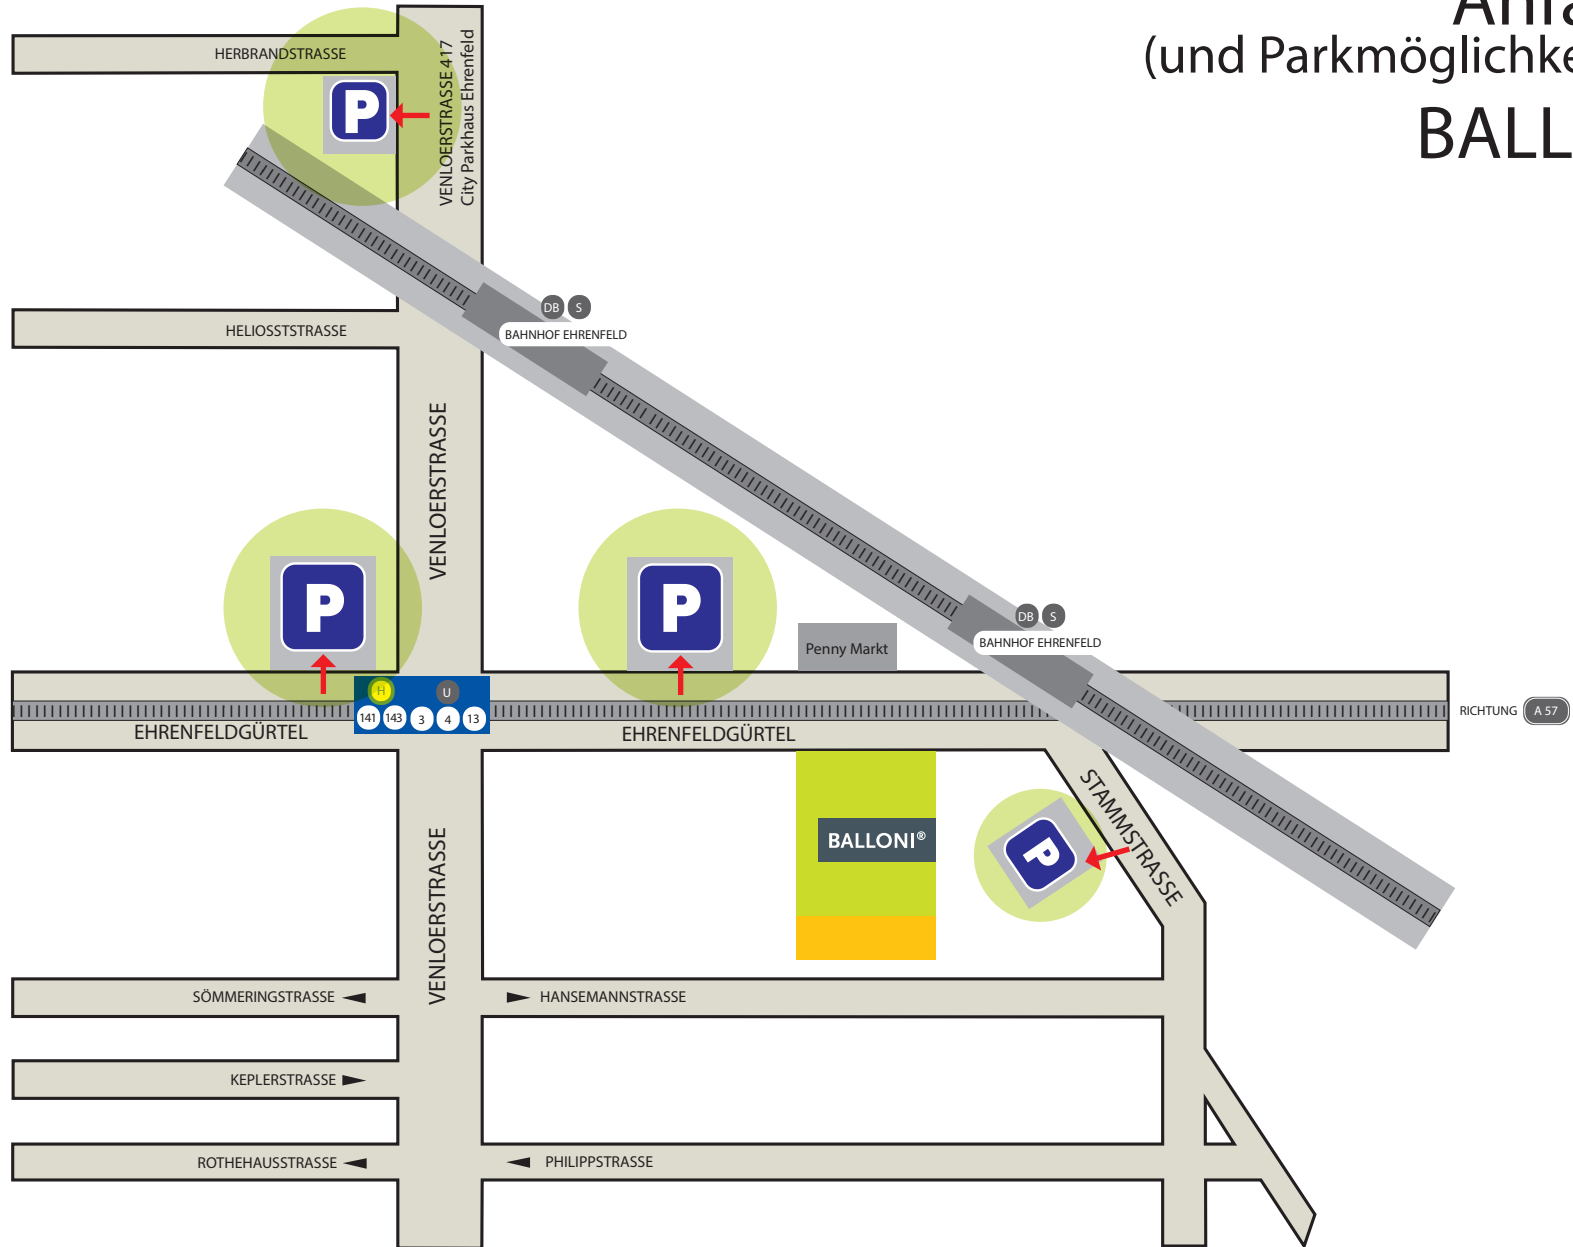 Anfa
(und Parkmöglichke
BALL
HERBRANDSTRASSE
P
VENLOERSTRASSE 417
City Parkhaus Ehrenfeld
DB S
BAHNHOF EHRENFELD
HELIOSSTSTRASSE
VENLOERSTRASSE
P
P
Penny Markt
DB S
BAHNHOF EHRENFELD
H U
141 143 3 4 13
EHRENFELDGÜRTEL
EHRENFELDGÜRTEL
RICHTUNG A 57
BALLONI®
P
STAMMSTRASSE
VENLOERSTRASSE
SÖMMERINGSTRASSE
HANSEMANNSTRASSE
KEPLERSTRASSE
ROTHEHAUSSTRASSE
PHILIPPSTRASSE